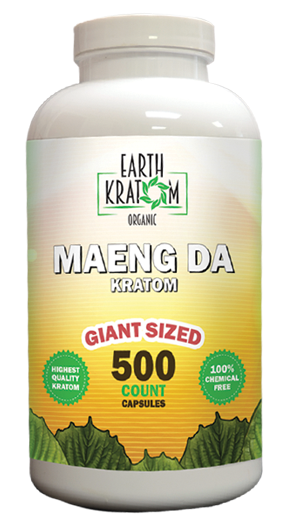 EARTH
KRATOM
ORGANIC
MAENG DA
KRATOM
GIANT SIZED
500
COUNT
CAPSULES
HIGHEST
QUALITY
KRATOM
100%
CHEMICAL
FREE